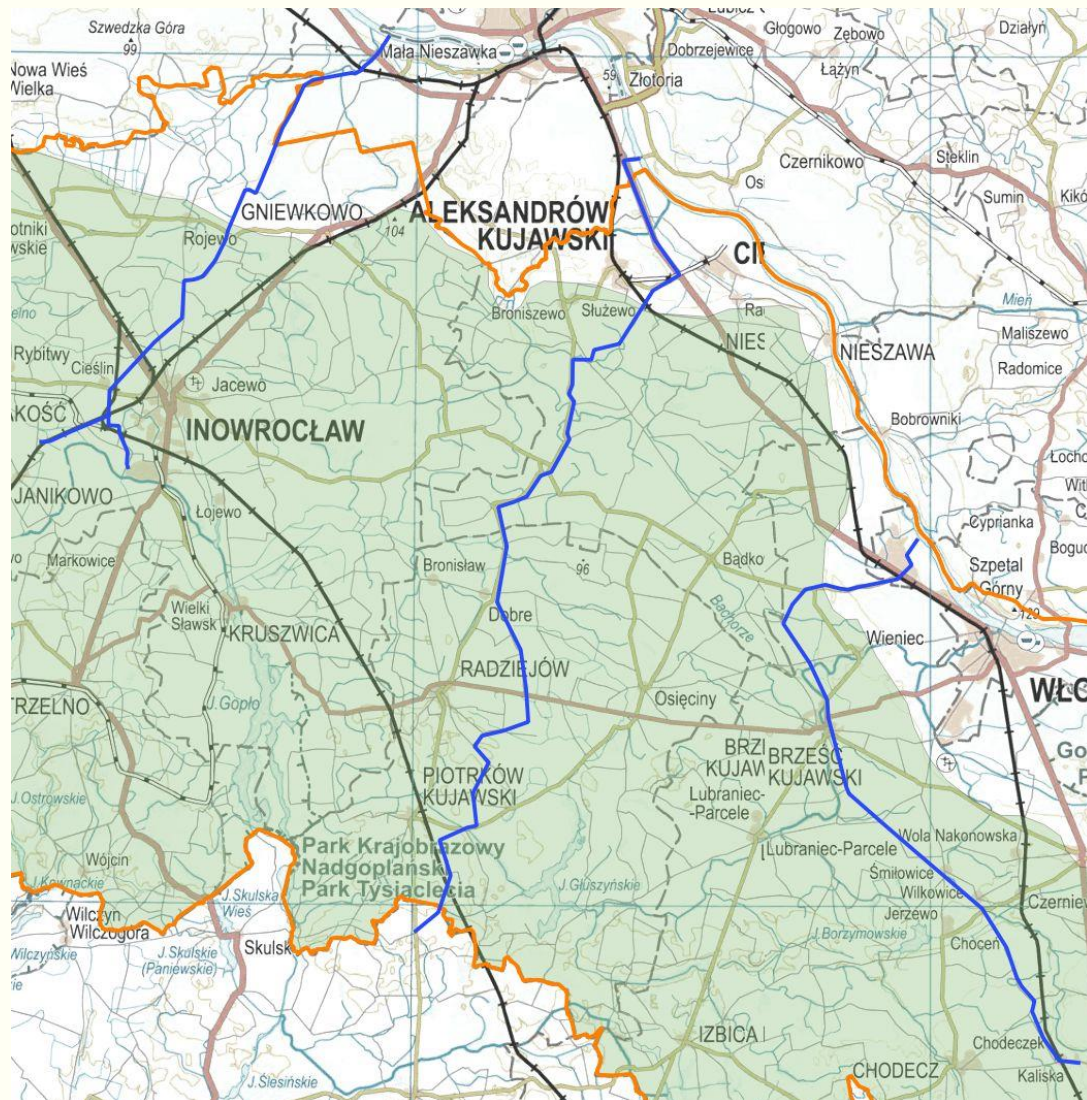 Szwedzka Góra
99
Nowa Wieś
Wielka
Mała Nieszawka
59
Złotoria
Dobrzejewice
Głogowo
Zębowo
Działyń
Łążyn
Czernikowo
Steklin
Sumin
GNIEWKOWO
Rojewo
104
ALEKSANDRÓW
KUJAWSKI
Broniszewo
Służewo
NIESZAWA
Mień
Maliszewo
Radomice
Rybitwy
Cieślin
Jacewo
INOWROCŁAW
Bobrowniki
JANIKOWO
Łojewo
Markowice
Cyprianka
Szpetal
Górny
Bronisław
96
Bachorze
Wielki
Sławsk
KRUSZWICA
Dobre
Wieniec
129
RADZIEJÓW
Osięciny
J.Gopło
BRZEŚĆ
KUJAWSKI
PIOTRKÓW
KUJAWSKI
Lubraniec-
-Parcele
J.Ostrowskie
Park Krajobrazowy
Nadgoplański
Park Tysiąclecia
Wójcin
J.Skulska
Wieś
J.Głuszyńskie
Lubraniec-Parcele
Wola Nakonowska
Śmiłowice
Wilkowice
Jerzewo
Wilczyn
Wilczogóra
J.Skulskie
(Paniewskie)
Skulsk
J.Borzymowskie
Choceń
IZBICA
Chodeczek
CHODECZ
Kaliska
J.Ślesińskie